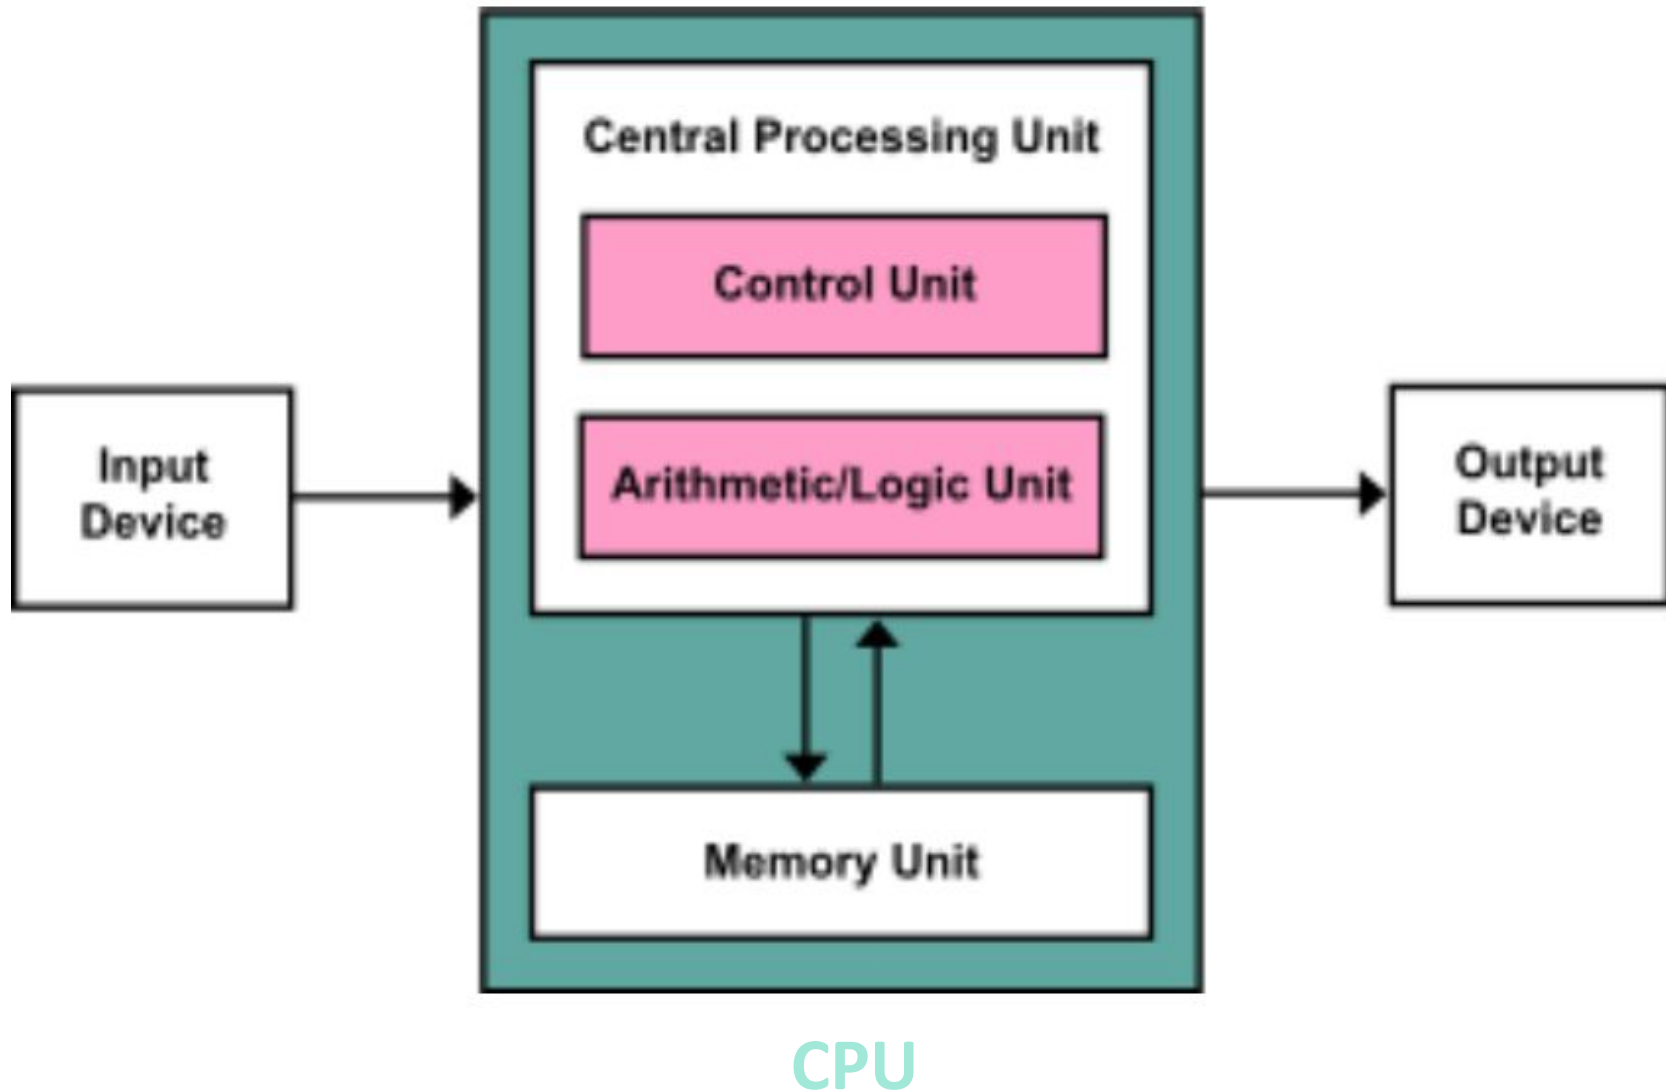 Central Processing Unit
Control Unit
Arithmetic/Logic Unit
Input
Device
Output
Device
Memory Unit
CPU